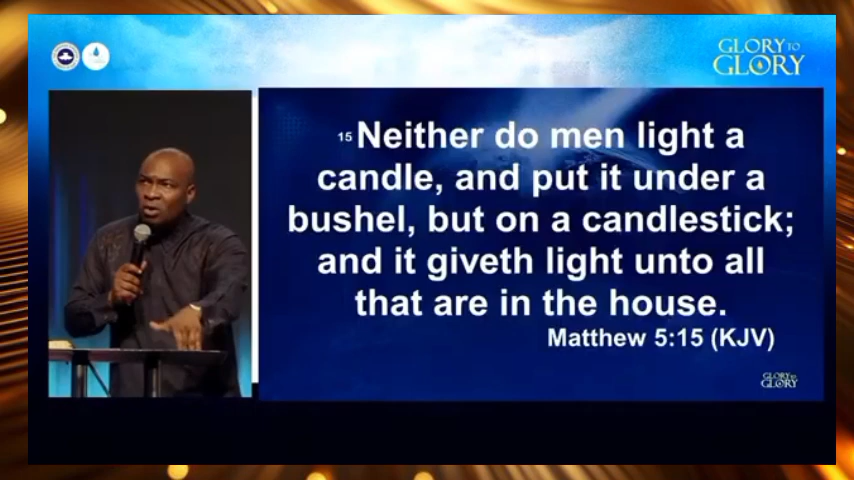 GLORY TO
GLORY
15 Neither do men light a
candle, and put it under a
bushel, but on a candlestick;
and it giveth light unto all
that are in the house.
Matthew 5:15 (KJV)
GLORY TO
GLORY